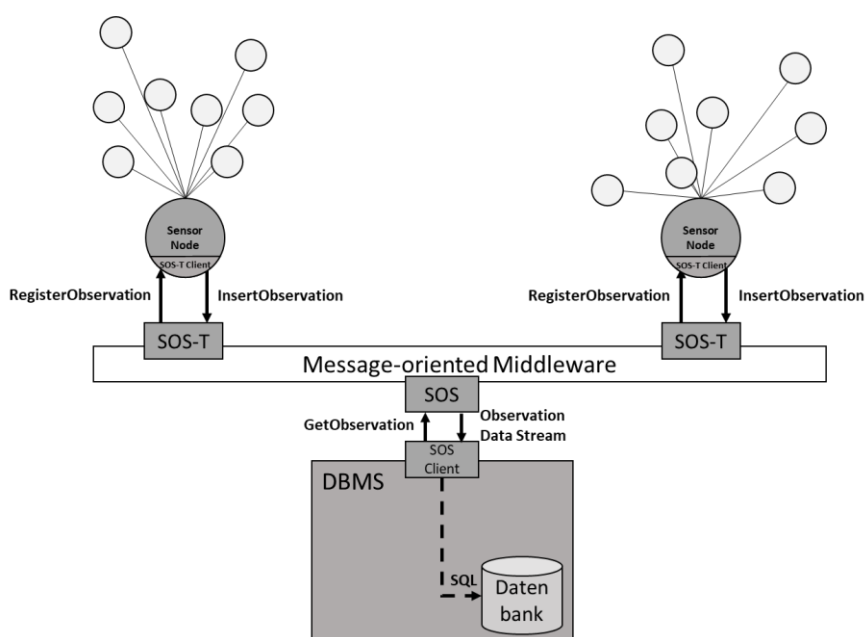 Sensor
Node
SOS-T Client
Sensor
Node
SOS-T Client
RegisterObservation
InsertObservation
RegisterObservation
InsertObservation
SOS-T
SOS-T
Message-oriented Middleware
SOS
GetObservation
Observation
Data Stream
SOS
Client
DBMS
SQL
Daten
bank